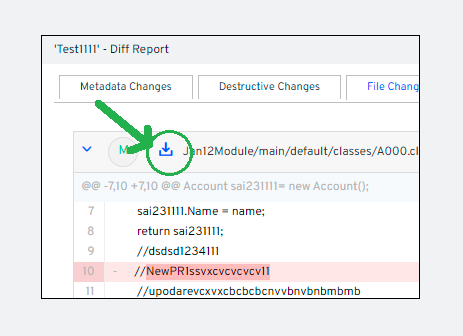 'Test1111' - Diff Report
Metadata Changes Destructive Changes File Chang
M Jan12Module/main/default/classes/A000.cl
@@ -7,10 +7,10 @@ Account sai231111= new Account();
7 sai231111.Name = name;
8 return sai231111;
9 //dsdsd1234111
10 - //NewPR1ssvxcvcvcvcv11
11 //upodarevcxvxcbcbcbcnvvbnvbnbmbmb